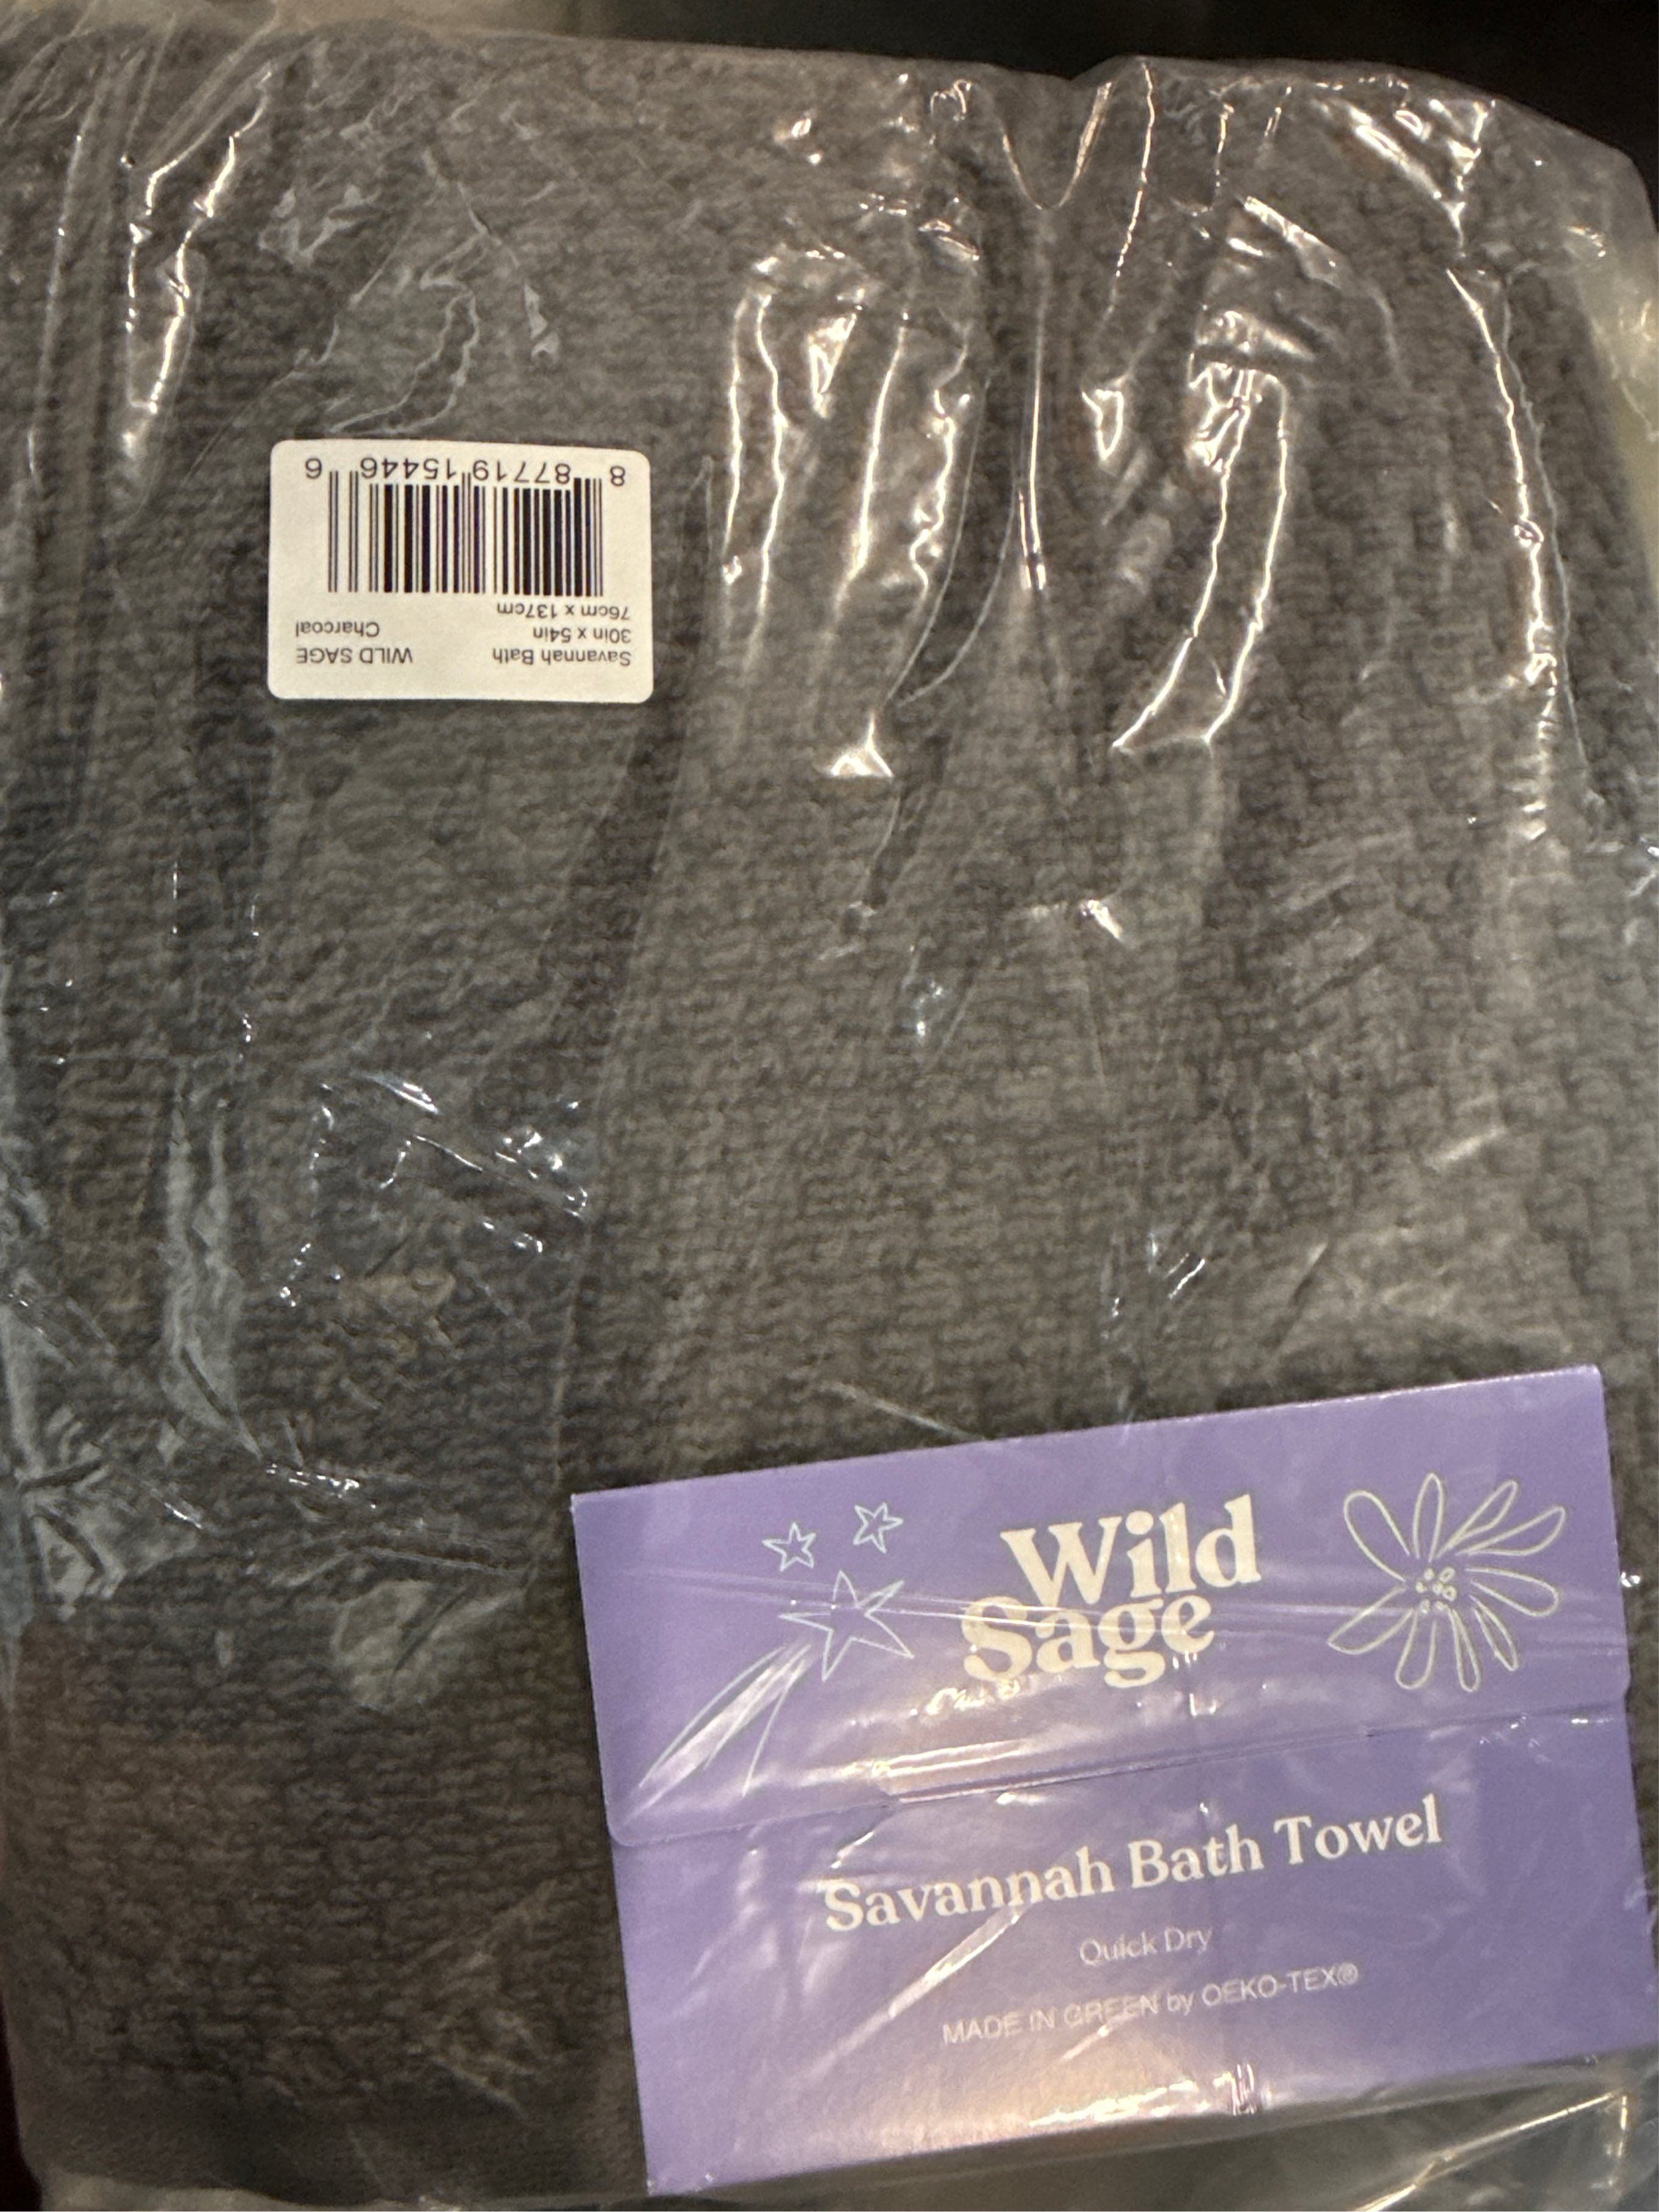 Savannah Bath WILD SAGE
30in x 54in Charcoal
76cm x 137cm
8 87719 15446 6
Wild
Sage
Savannah Bath Towel
Quick Dry
MADE IN GREEN by OEKO-TEX®